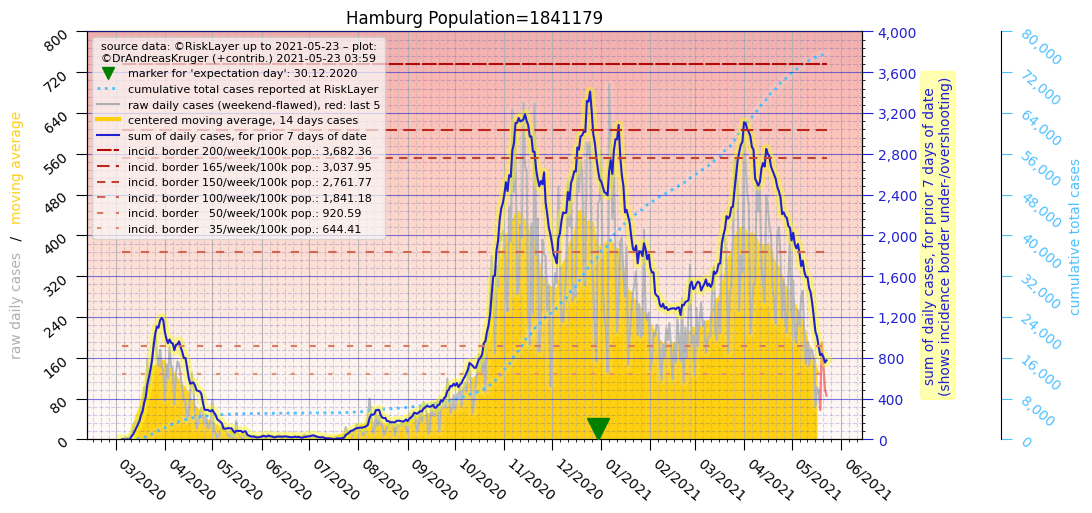 Hamburg Population=1841179
source data: ©RiskLayer up to 2021-05-23 – plot:
©DrAndreasKruger (+contrib.) 2021-05-23 03:59
marker for 'expectation day': 30.12.2020
cumulative total cases reported at RiskLayer
raw daily cases (weekend-flawed), red: last 5
centered moving average, 14 days cases
sum of daily cases, for prior 7 days of date
incid. border 200/week/100k pop.: 3,682.36
incid. border 165/week/100k pop.: 3,037.95
incid. border 150/week/100k pop.: 2,761.77
incid. border 100/week/100k pop.: 1,841.18
incid. border 50/week/100k pop.: 920.59
incid. border 35/week/100k pop.: 644.41
raw daily cases / moving average
800
720
640
560
480
400
320
240
160
80
0
03/2020
04/2020
05/2020
06/2020
07/2020
08/2020
09/2020
10/2020
11/2020
12/2020
01/2021
02/2021
03/2021
04/2021
05/2021
06/2021
4,000
3,600
3,200
2,800
2,400
2,000
1,600
1,200
800
400
0
sum of daily cases, for prior 7 days of date
(shows incidence border under-/overshooting)
80,000
72,000
64,000
56,000
48,000
40,000
32,000
24,000
16,000
8,000
0
cumulative total cases